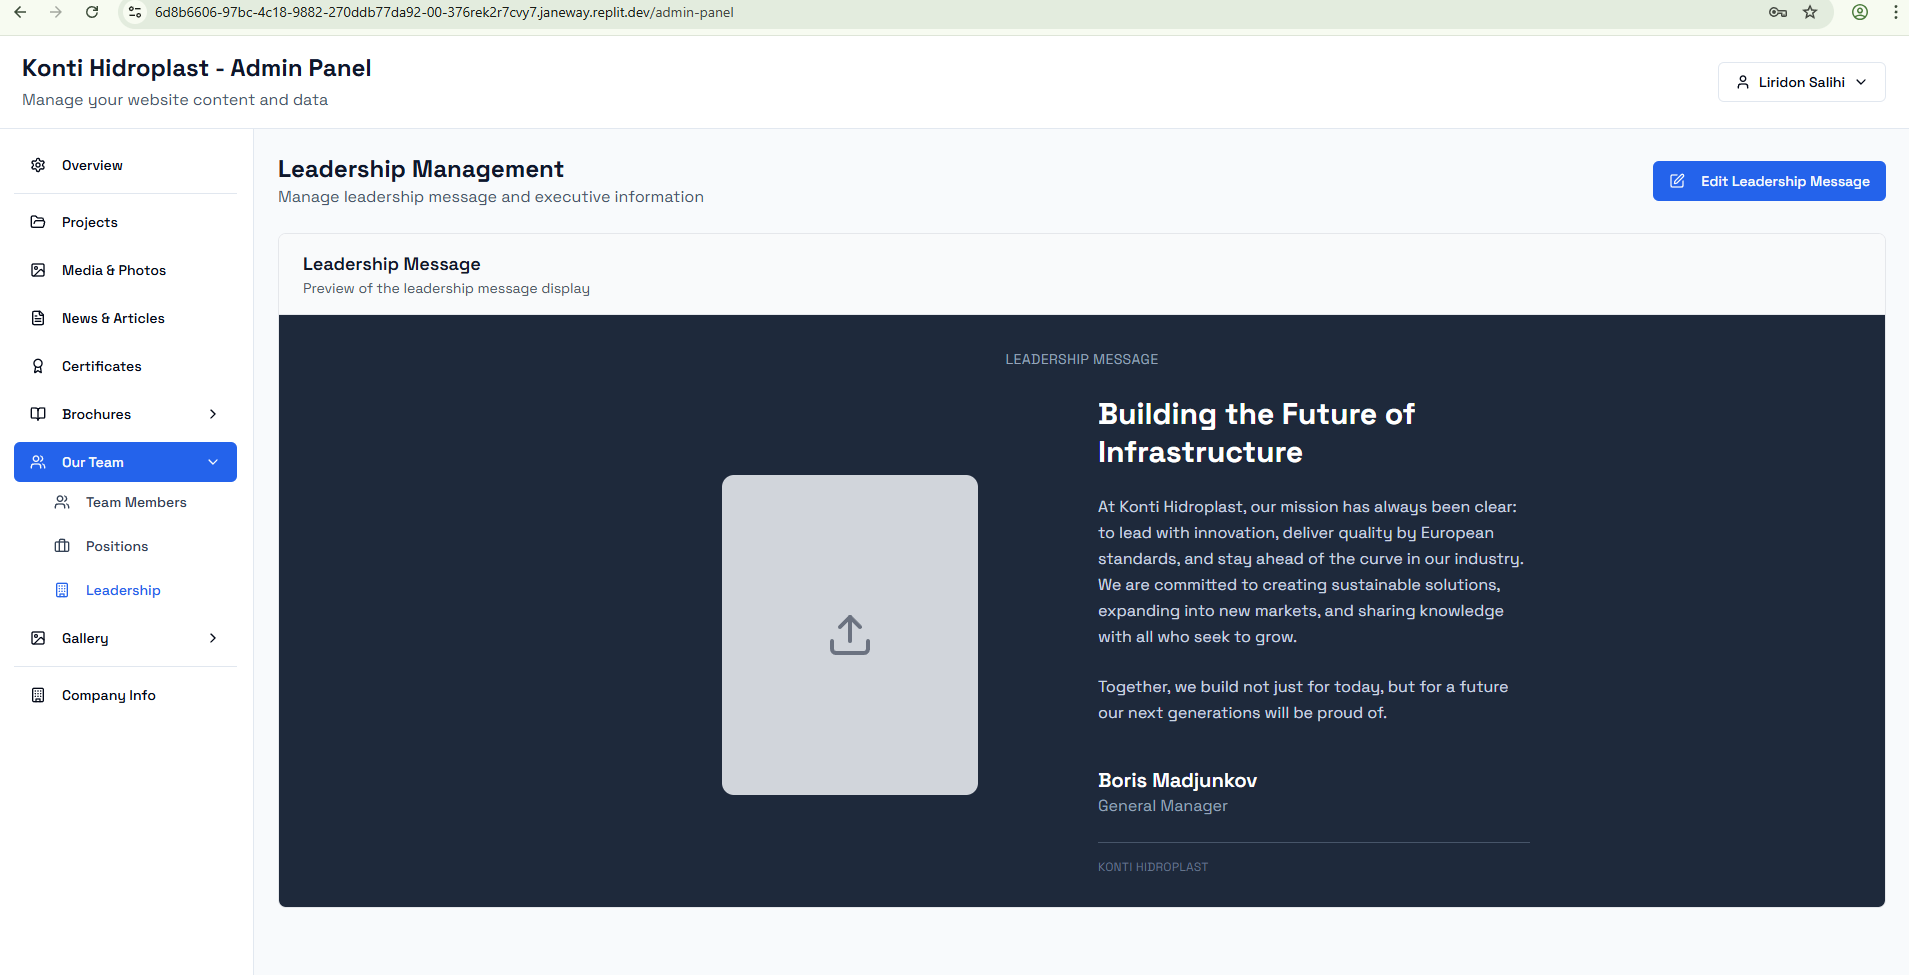 6d8b6606-97bc-4c18-9882-270ddb77da92-00-376rek2r7cvy7.janeway.replit.dev/admin-panel
Konti Hidroplast - Admin Panel
Manage your website content and data
Liridon Salihi
Overview
Projects
Media & Photos
News & Articles
Certificates
Brochures
Our Team
Team Members
Positions
Leadership
Gallery
Company Info
Leadership Management
Manage leadership message and executive information
Edit Leadership Message
Leadership Message
Preview of the leadership message display
LEADERSHIP MESSAGE
Building the Future of
Infrastructure
At Konti Hidroplast, our mission has always been clear:
to lead with innovation, deliver quality by European
standards, and stay ahead of the curve in our industry.
We are committed to creating sustainable solutions,
expanding into new markets, and sharing knowledge
with all who seek to grow.
Together, we build not just for today, but for a future
our next generations will be proud of.
Boris Madjunkov
General Manager
KONTI HIDROPLAST